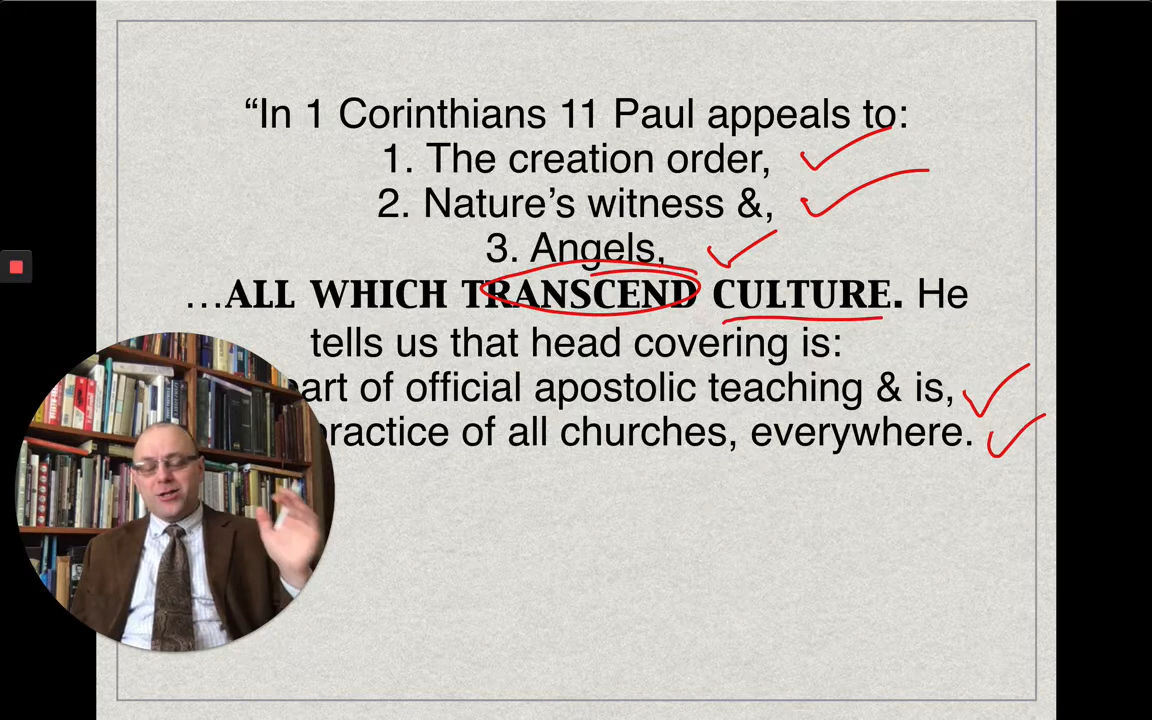 “In 1 Corinthians 11 Paul appeals to:
1. The creation order,
2. Nature’s witness &,
3. Angels,
…ALL WHICH TRANSCEND CULTURE. He
tells us that head covering is:
of official apostolic teaching & is,
of all churches, everywhere.